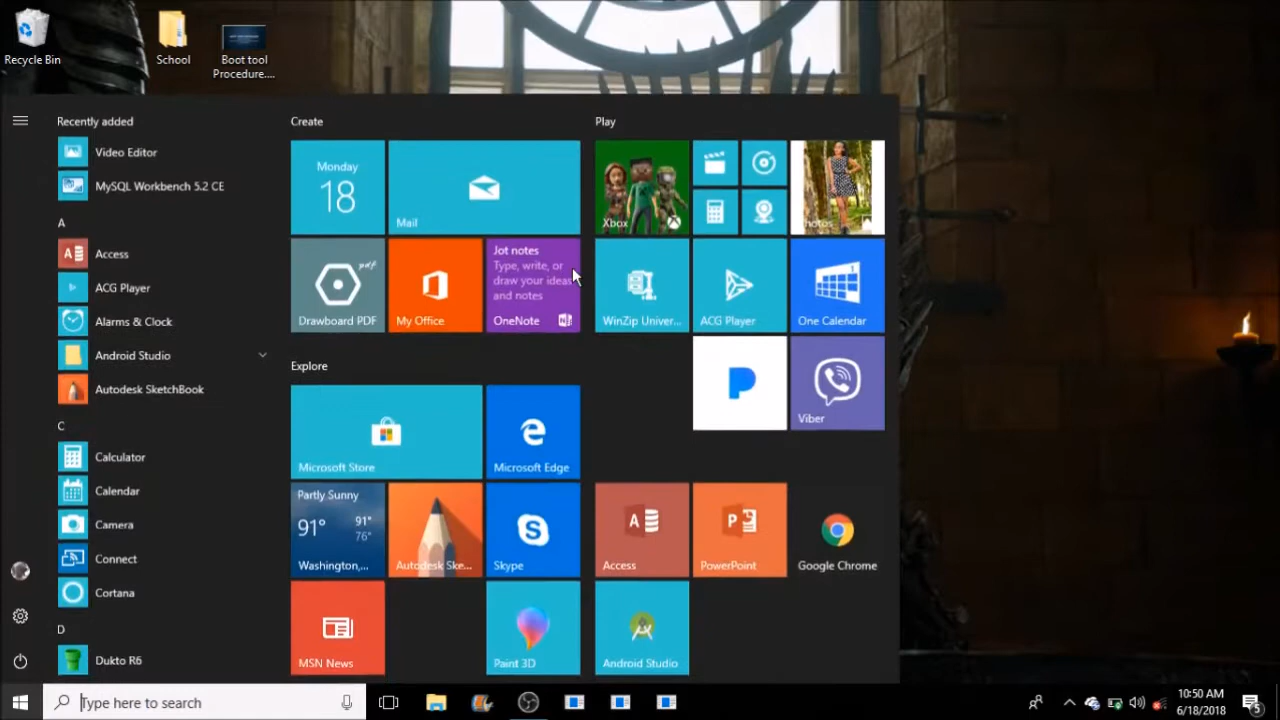 Recycle Bin
School
Boot tool
Procedure....
Recently added
Video Editor
MySQL Workbench 5.2 CE
A
Access
ACG Player
Alarms & Clock
Android Studio
Autodesk SketchBook
C
Calculator
Calendar
Camera
Connect
Cortana
D
Dukto R6
Create
Monday
18
Mail
Drawboard PDF
pdf
My Office
Jot notes
Type, write, or
draw your ideas
and notes
OneNote
Explore
Microsoft Store
Microsoft Edge
Partly Sunny
91° 91°
76°
Washington,...
Autodesk Ske...
Skype
MSN News
Paint 3D
Play
Xbox
Photos
WinZip Univer...
ACG Player
One Calendar
Viber
Access
PowerPoint
Google Chrome
Android Studio
Type here to search
10:50 AM
6/18/2018
5